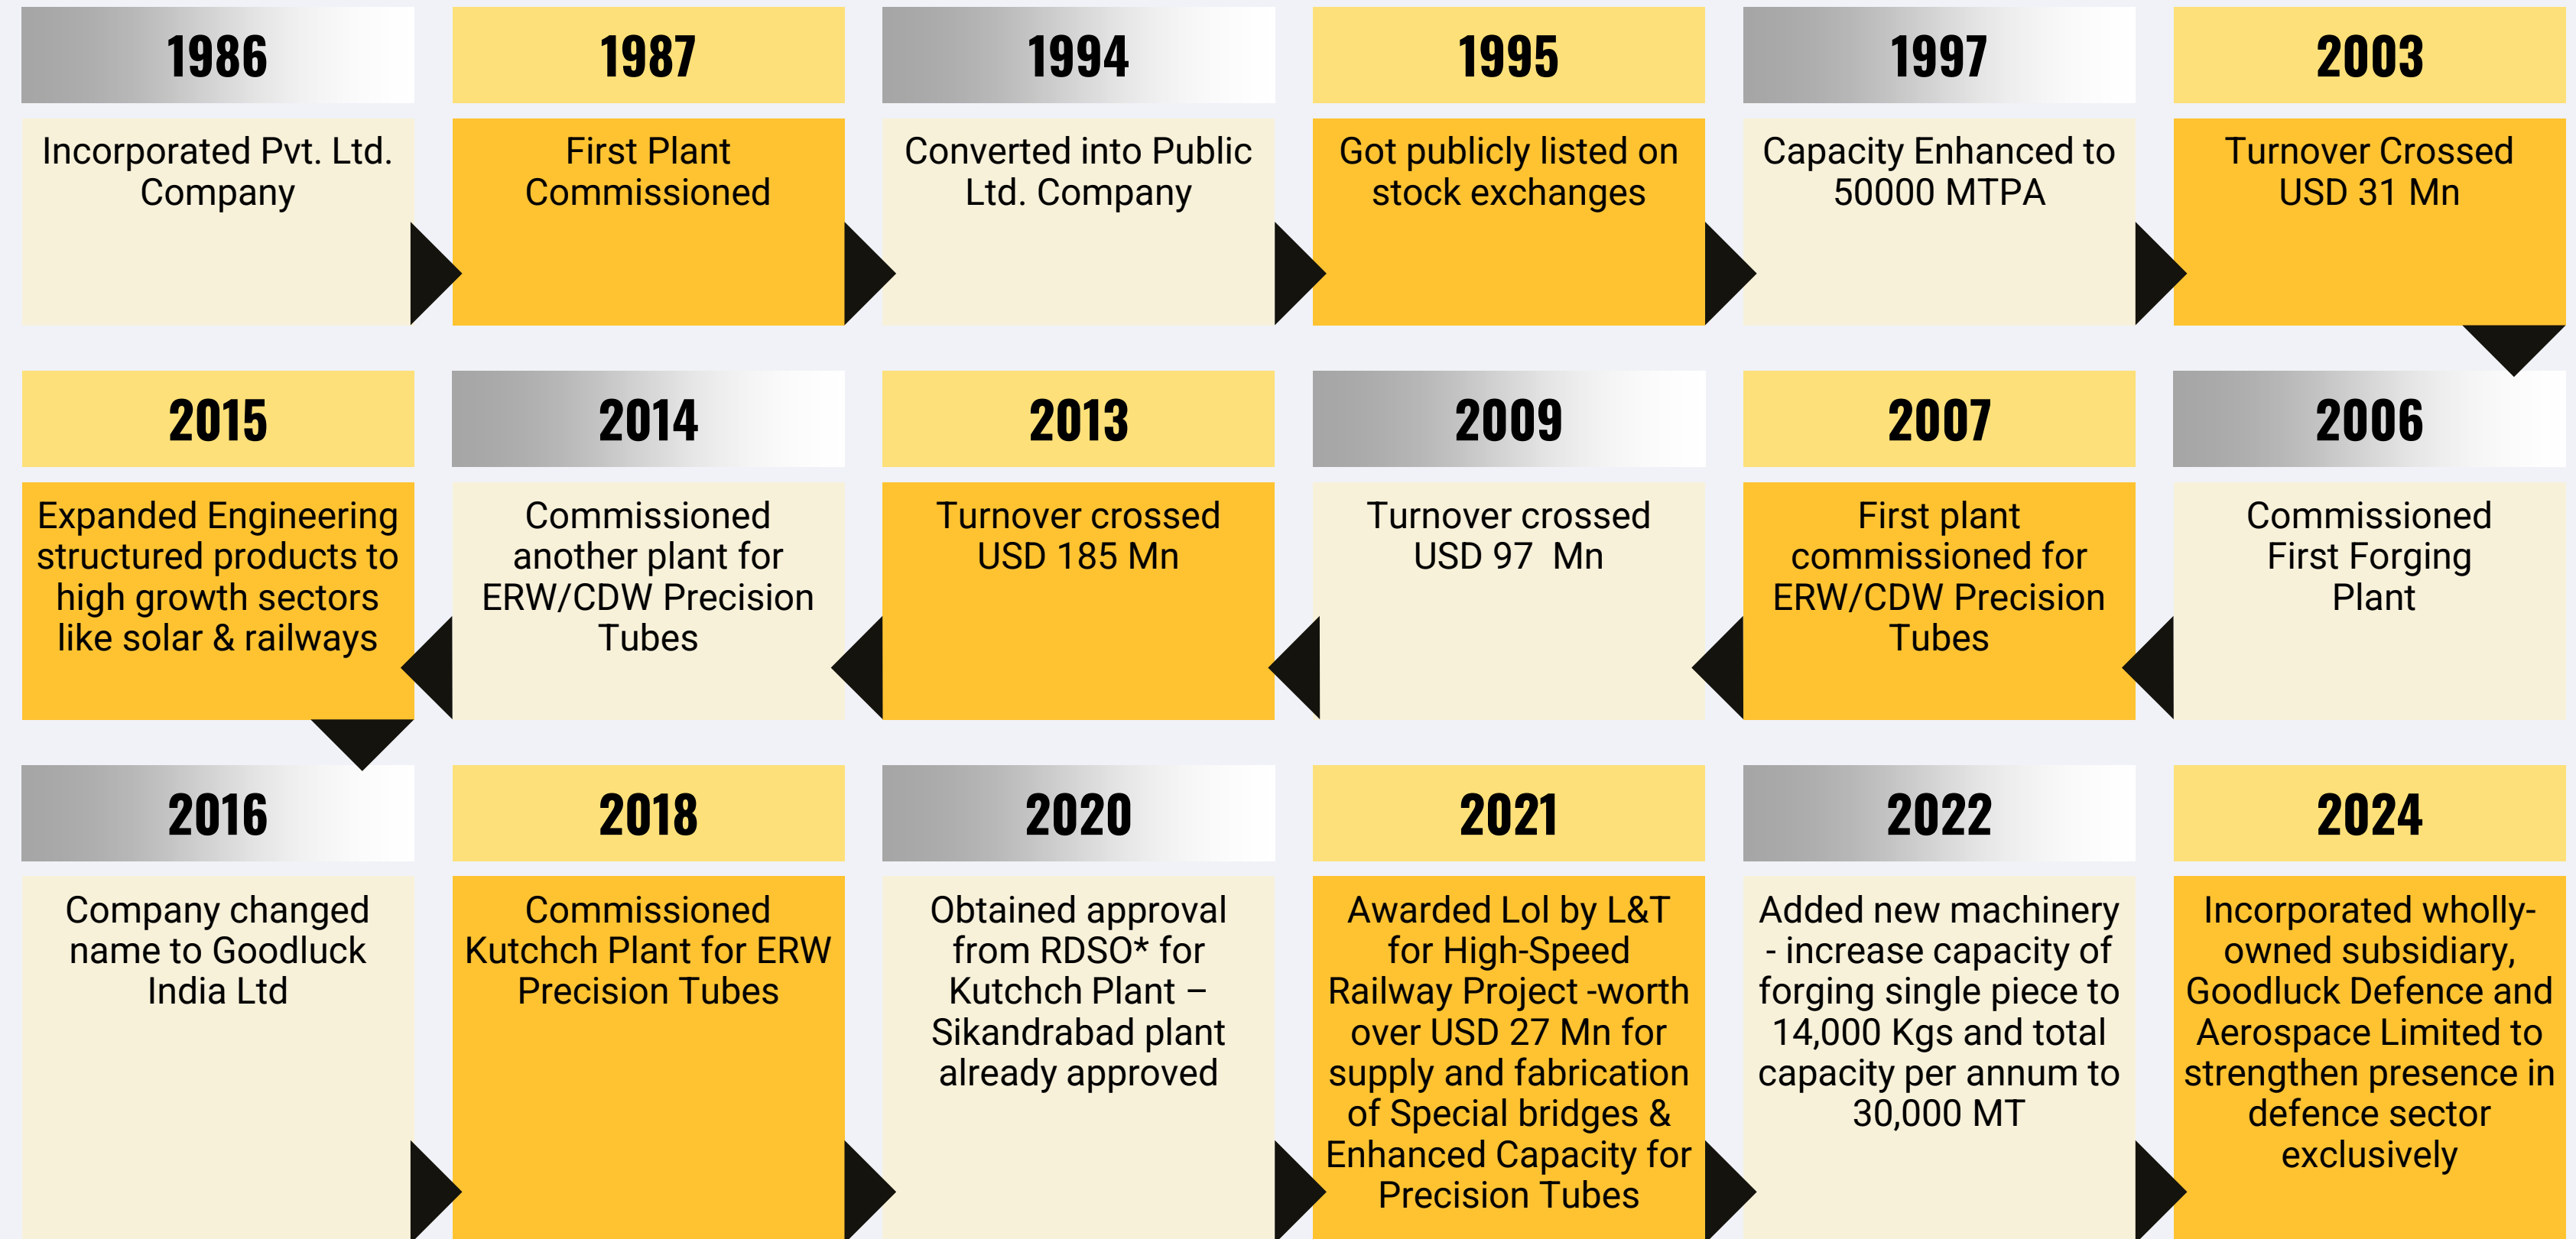 1986
Incorporated Pvt. Ltd.
Company
1987
First Plant
Commissioned
1994
Converted into Public
Ltd. Company
1995
Got publicly listed on
stock exchanges
1997
Capacity Enhanced to
50000 MTPA
2003
Turnover Crossed
USD 31 Mn
2006
Commissioned
First Forging
Plant
2007
First plant
commissioned for
ERW/CDW Precision
Tubes
2009
Turnover crossed
USD 97  Mn
2013
Turnover crossed
USD 185 Mn
2014
Commissioned
another plant for
ERW/CDW Precision
Tubes
2015
Expanded Engineering
structured products to
high growth sectors
like solar & railways
2016
Company changed
name to Goodluck
India Ltd
2018
Commissioned
Kutchch Plant for ERW
Precision Tubes
2020
Obtained approval
from RDSO* for
Kutchch Plant –
Sikandrabad plant
already approved
2021
Awarded LoI by L&T
for High-Speed
Railway Project -worth
over USD 27 Mn for
supply and fabrication
of Special bridges &
Enhanced Capacity for
Precision Tubes
2022
Added new machinery
- increase capacity of
forging single piece to
14,000 Kgs and total
capacity per annum to
30,000 MT
2024
Incorporated wholly-
owned subsidiary,
Goodluck Defence and
Aerospace Limited to
strengthen presence in
defence sector
exclusively